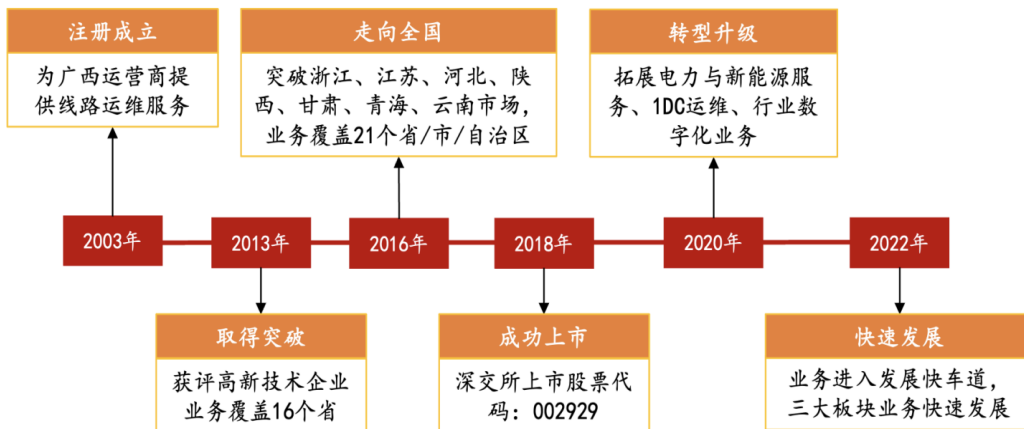 注册成立
为广西运营商提
供线路运维服务
走向全国
突破浙江、江苏、河北、陕
西、甘肃、青海、云南市场，
业务覆盖21个省/市/自治区
转型升级
拓展电力与新能源服
务、1DC运维、行业数
字化业务
2003年
2013年
2016年
2018年
2020年
2022年
取得突破
获评高新技术企业
业务覆盖16个省
成功上市
深交所上市股票代
码：002929
快速发展
业务进入发展快车道，
三大板块业务快速发展